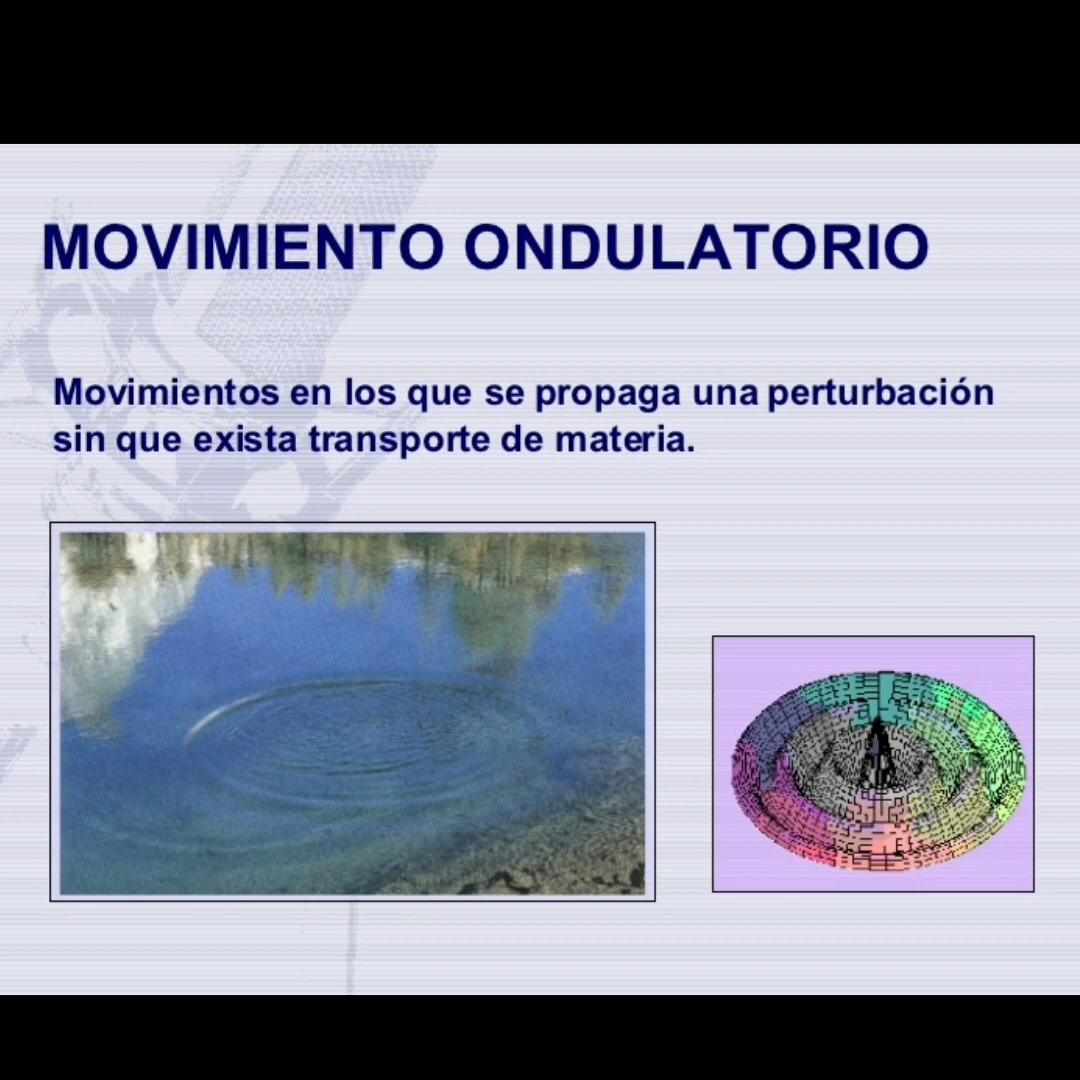 MOVIMIENTO ONDULATORIO
Movimientos en los que se propaga una perturbación
sin que exista transporte de materia.